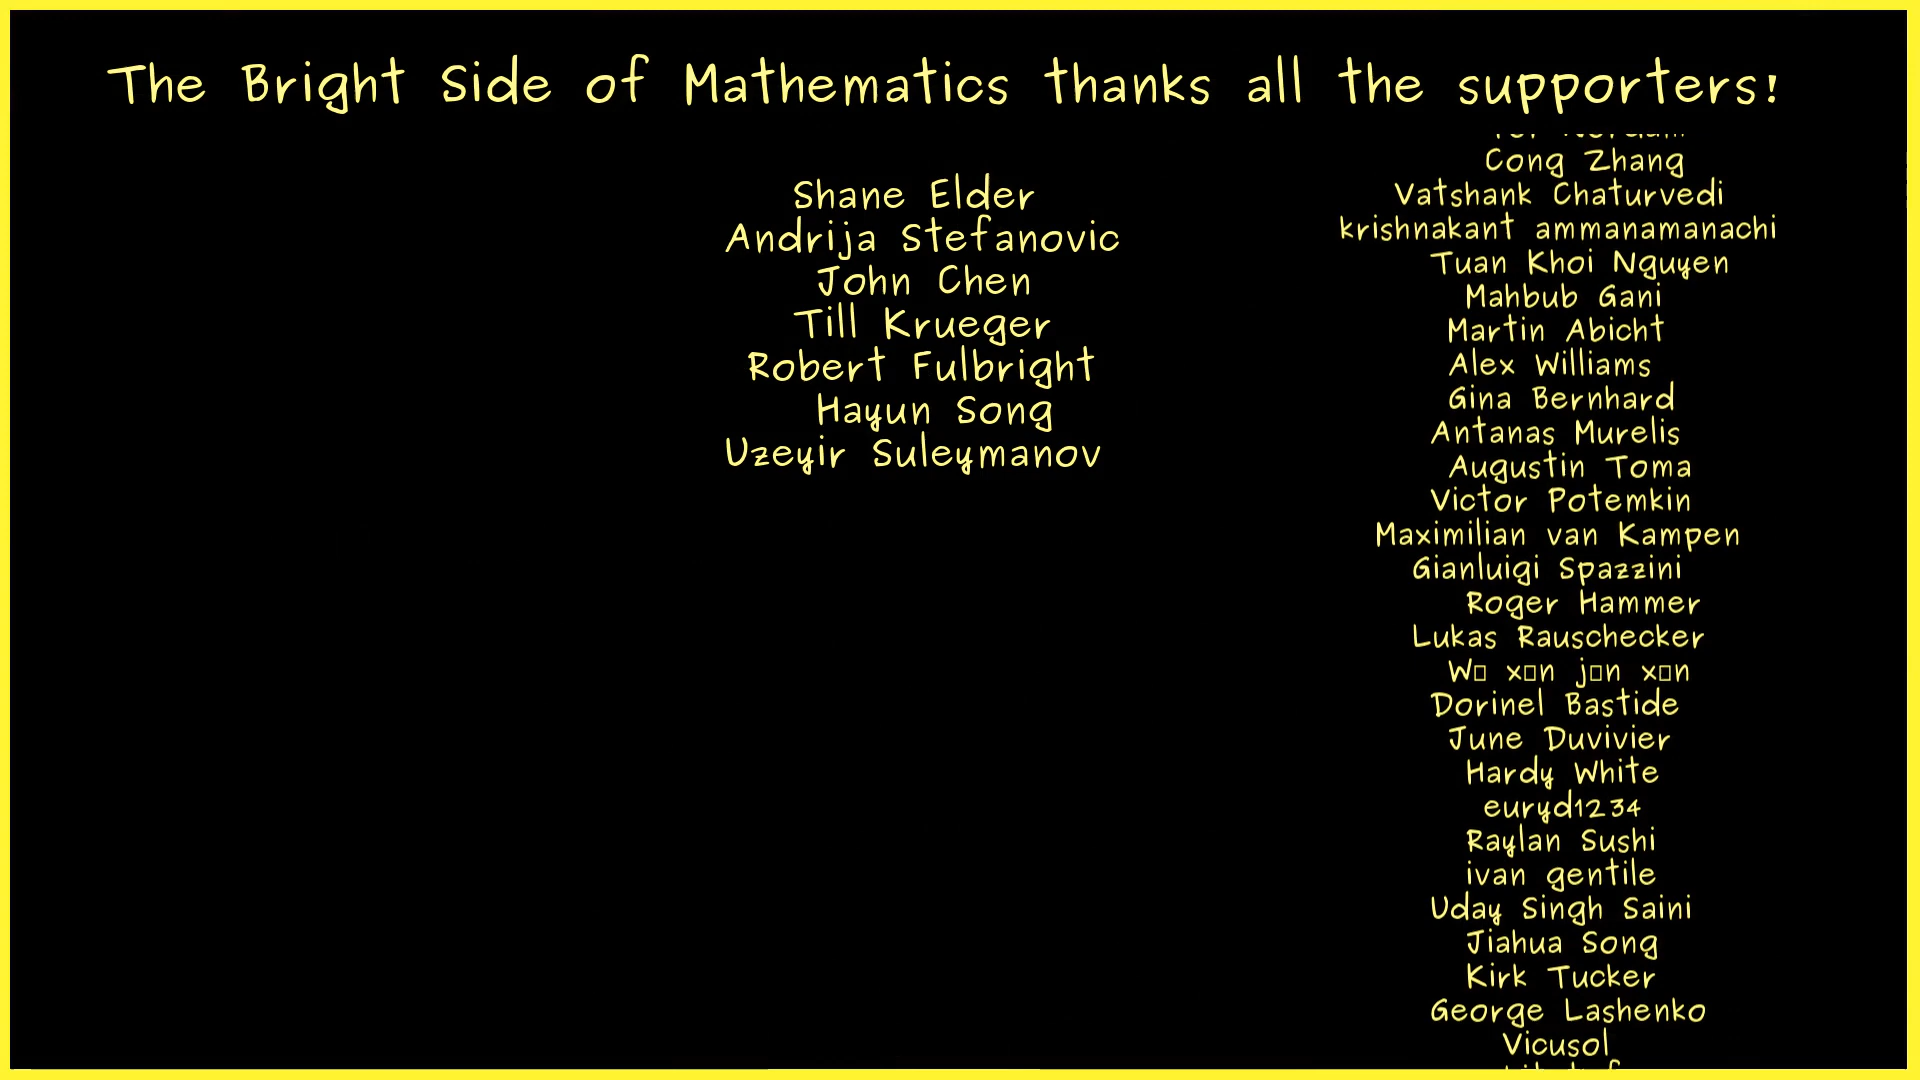 The Bright Side of Mathematics thanks all the supporters!
Shane Elder
Andrija Stefanovic
John Chen
Till Krueger
Robert Fulbright
Hayun Song
Uzeyir Suleymanov
Cong Zhang
Vatshank Chaturvedi
krishnakant ammanamanachi
Tuan Khoi Nguyen
Mahbub Gani
Martin Abicht
Alex Williams
Gina Bernhard
Antanas Murelis
Augustin Toma
Victor Potemkin
Maximilian van Kampen
Gianluigi Spazzini
Roger Hammer
Lukas Rauschecker
W□ x□n j□n x□n
Dorinel Bastide
June Duvivier
Hardy White
euryd1234
Raylan Sushi
ivan gentile
Uday Singh Saini
Jiahua Song
Kirk Tucker
George Lashenko
Vicusol